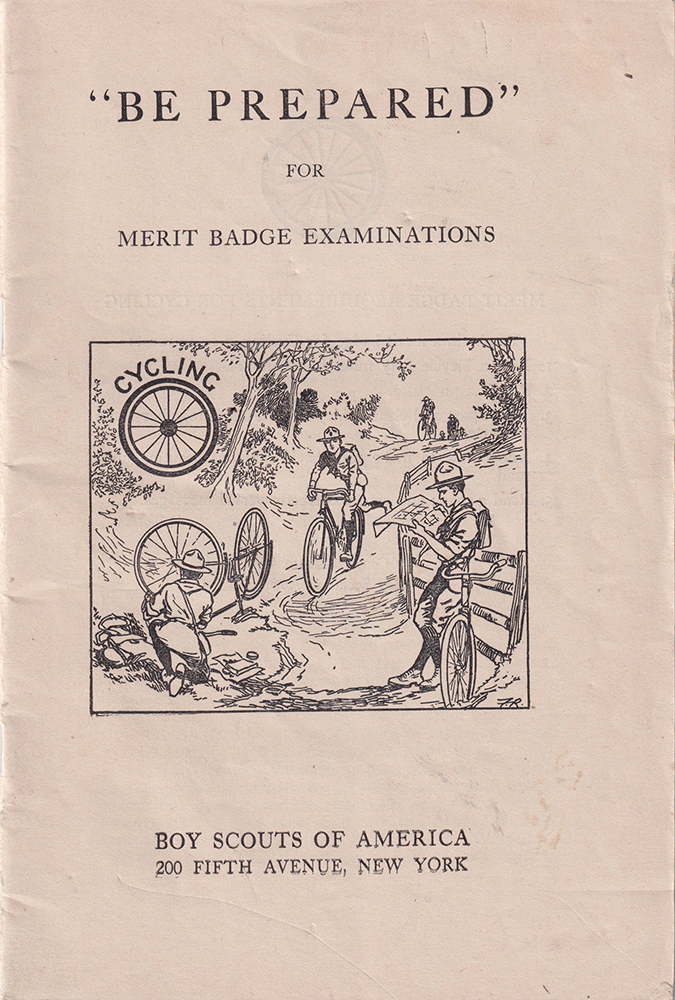 "BE PREPARED"
FOR
MERIT BADGE EXAMINATIONS
CYCLING
F.R.
BOY SCOUTS OF AMERICA
200 FIFTH AVENUE, NEW YORK